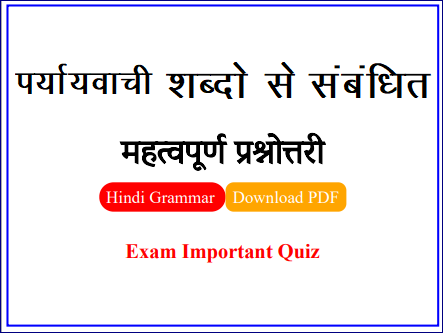 पर्यायवाची शब्दो से संबंधित
महत्वपूर्ण प्रश्नोत्तरी
Hindi Grammar Download PDF
Exam Important Quiz